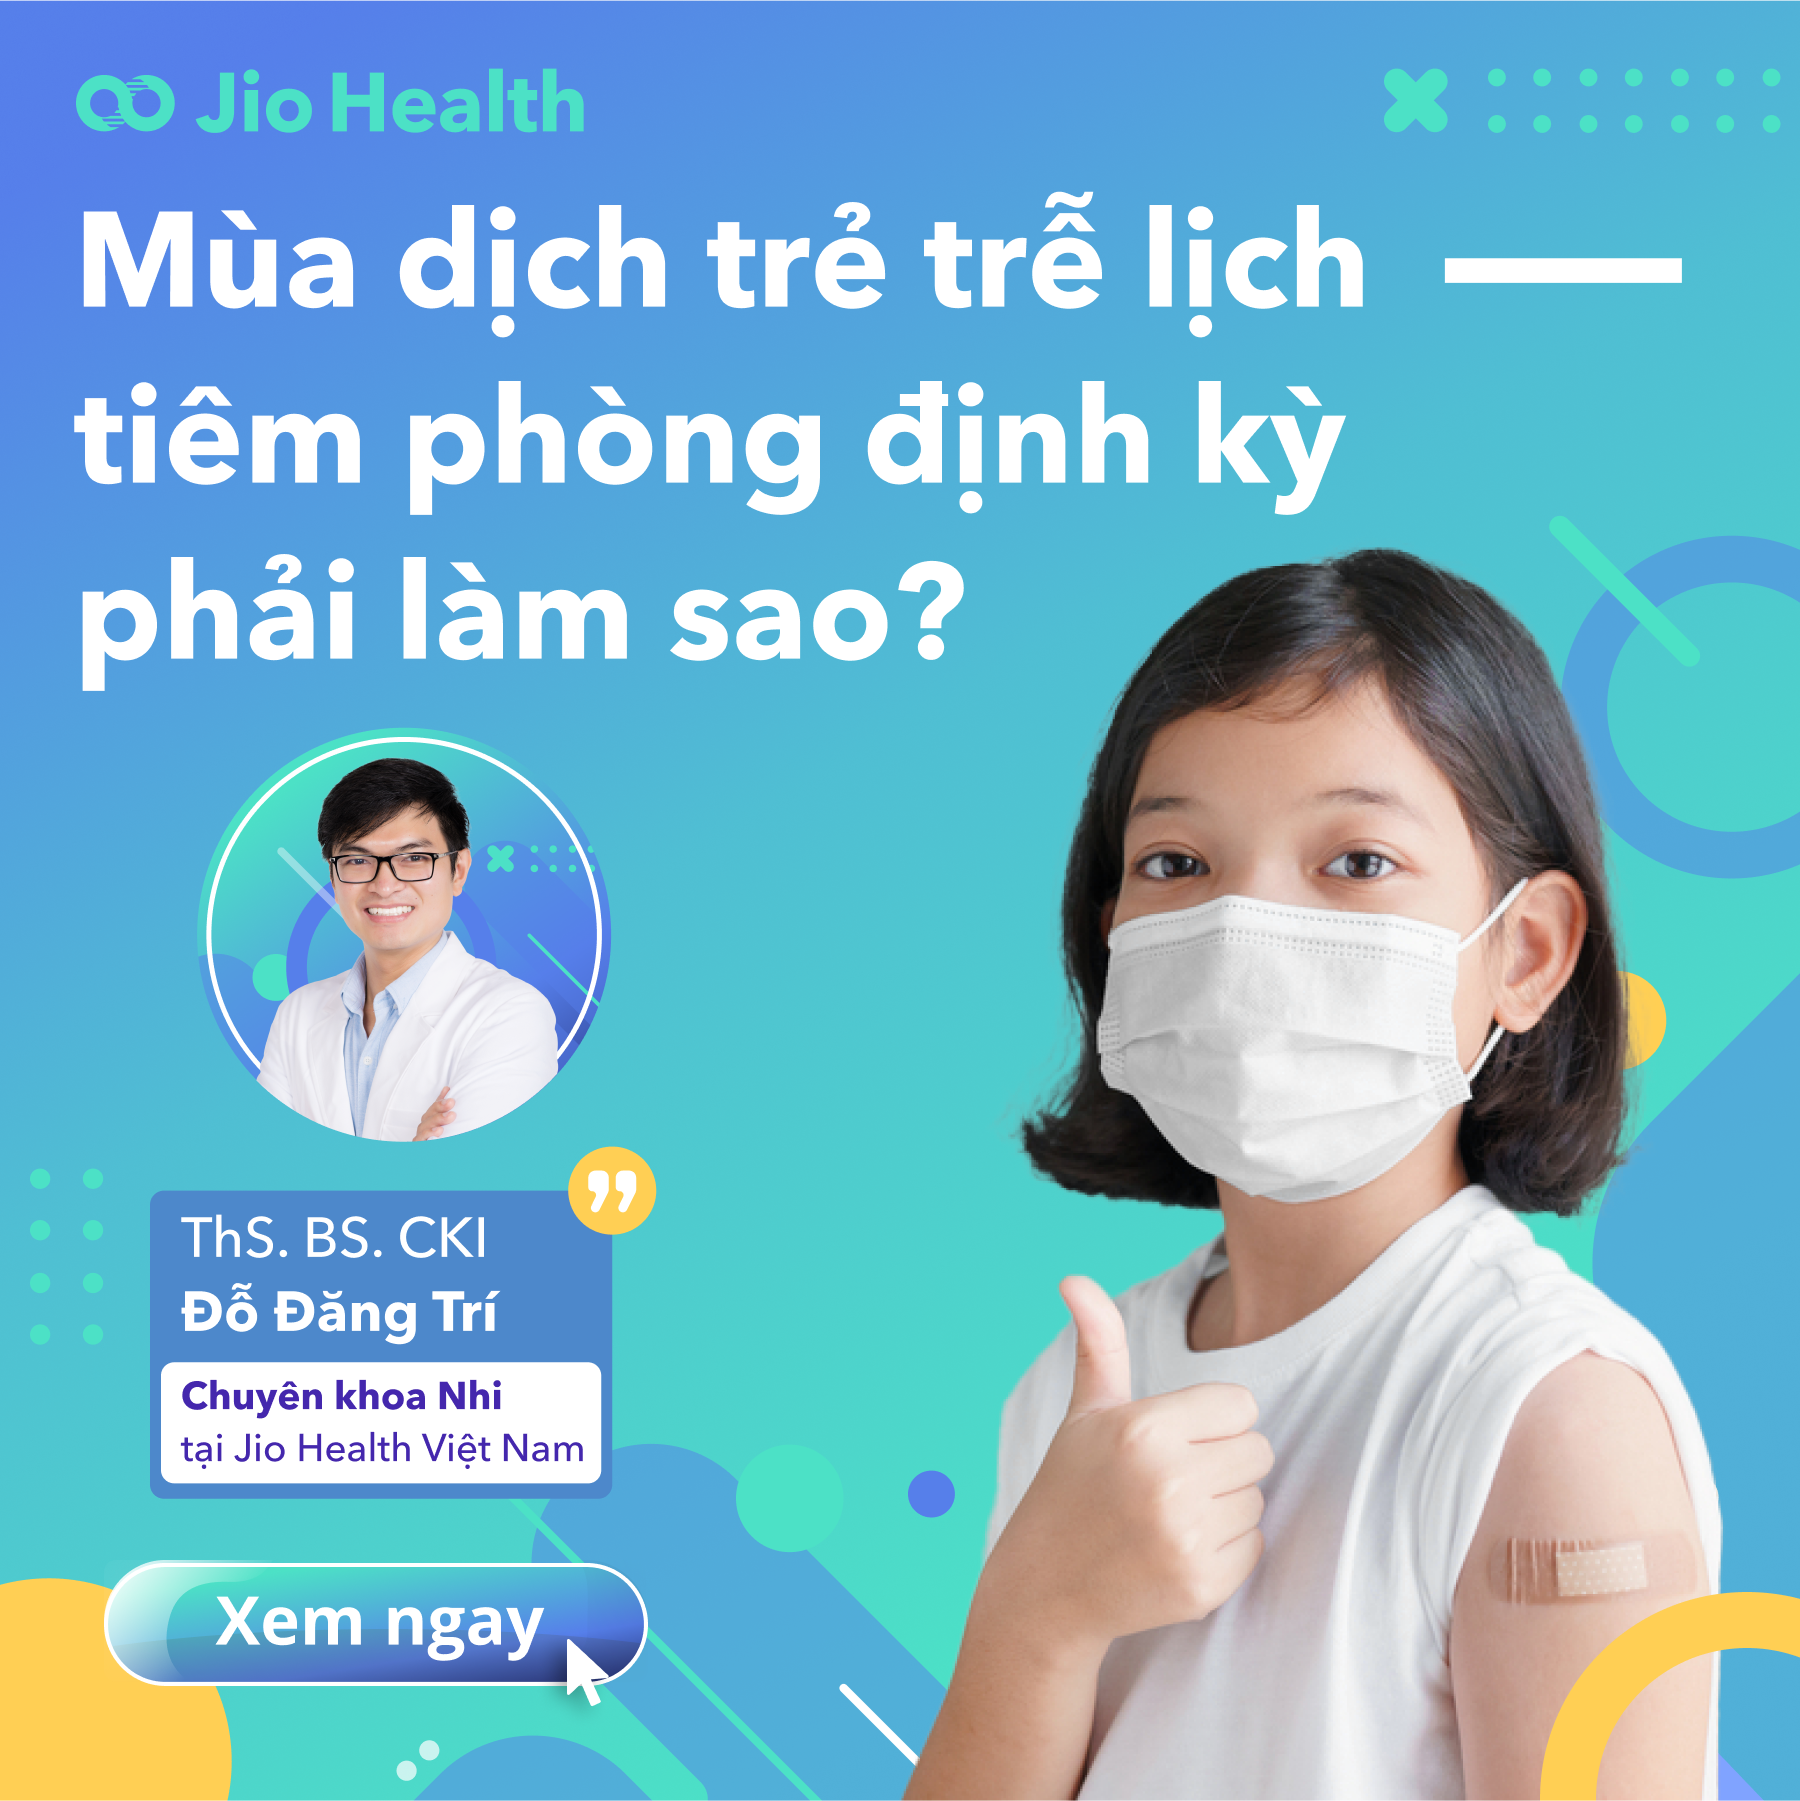 Jio Health
Mùa dịch trẻ trễ lịch
tiêm phòng định kỳ
phải làm sao?
ThS. BS. CKI
Đỗ Đăng Trí
Chuyên khoa Nhi
tại Jio Health Việt Nam
Xem ngay